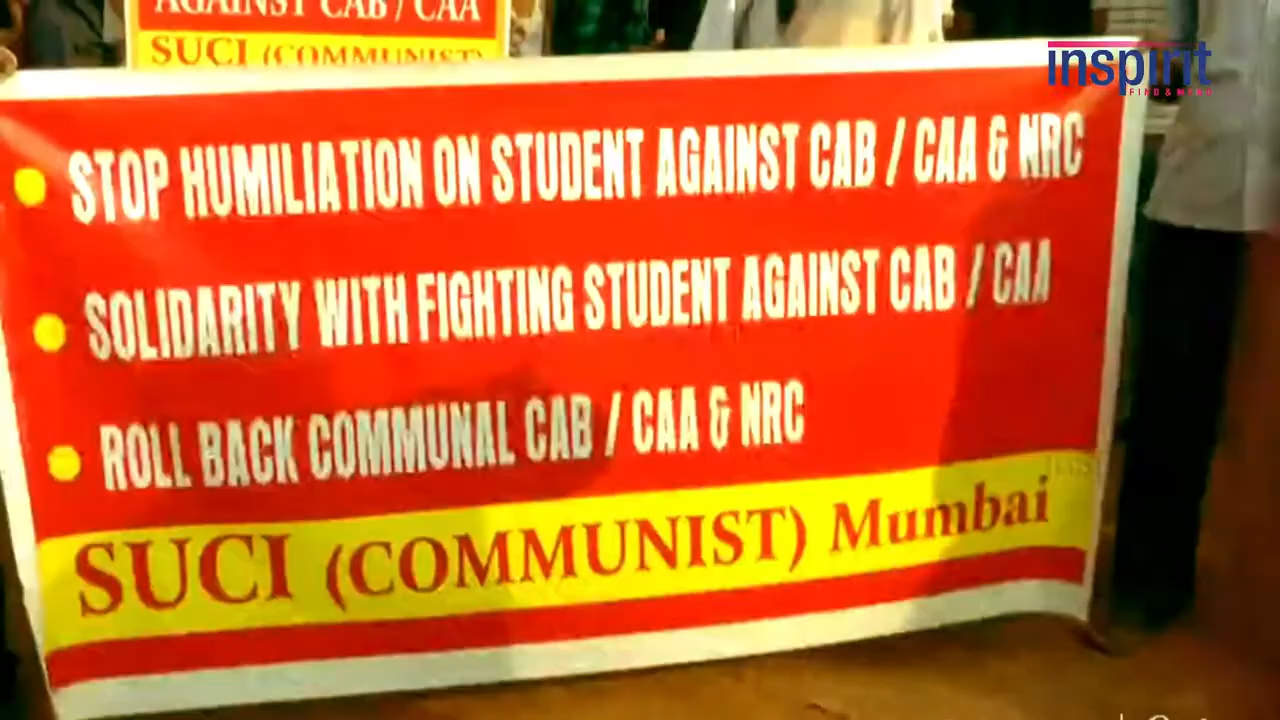 AGAINST CAB / CAA
SUCI (COMMUNIST)
inspirit
STOP HUMILIATION ON STUDENT AGAINST CAB / CAA & NRC
SOLIDARITY WITH FIGHTING STUDENT AGAINST CAB / CAA
ROLL BACK COMMUNAL CAB / CAA & NRC
SUCI (COMMUNIST) Mumbai